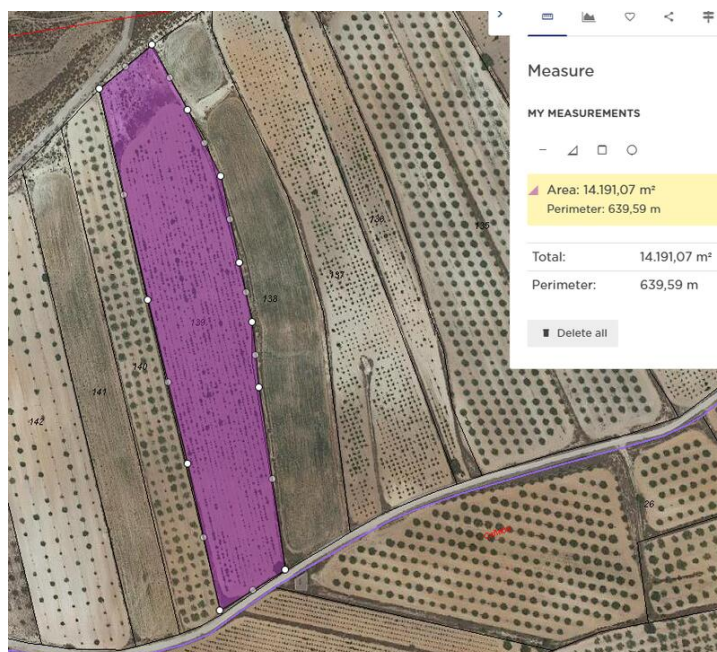 Measure
MY MEASUREMENTS
Area: 14.191,07 m²
Perimeter: 639,59 m
Total: 14.191,07 m²
Perimeter: 639,59 m
Delete all
136
135
137
138
139
140
141
142
26